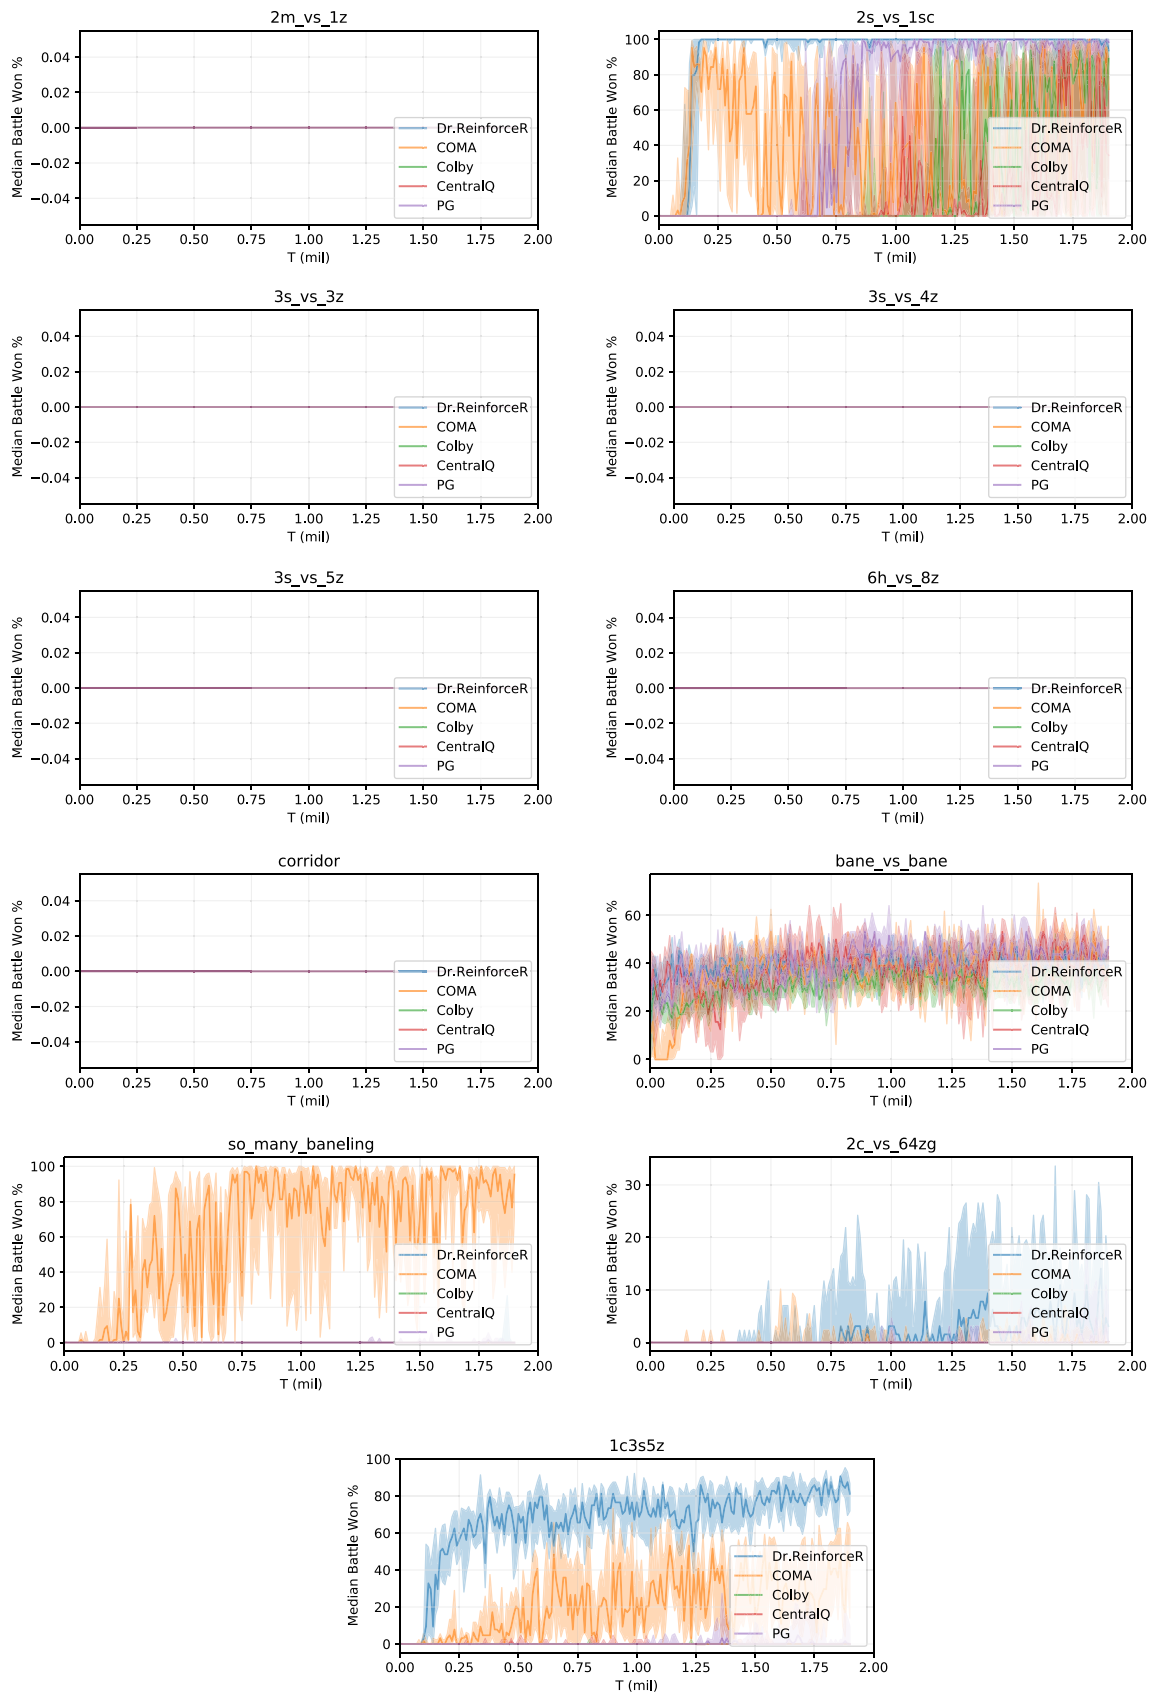 2m_vs_1z
Median Battle Won %
0.04
0.02
0.00
−0.02
−0.04
Dr.ReinforceR
COMA
Colby
CentralQ
PG
0.00 0.25 0.50 0.75 1.00 1.25 1.50 1.75 2.00
T (mil)
2s_vs_1sc
Median Battle Won %
100
80
60
40
20
0
Dr.ReinforceR
COMA
Colby
CentralQ
PG
0.00 0.25 0.50 0.75 1.00 1.25 1.50 1.75 2.00
T (mil)
3s_vs_3z
Median Battle Won %
0.04
0.02
0.00
−0.02
−0.04
Dr.ReinforceR
COMA
Colby
CentralQ
PG
0.00 0.25 0.50 0.75 1.00 1.25 1.50 1.75 2.00
T (mil)
3s_vs_4z
Median Battle Won %
0.04
0.02
0.00
−0.02
−0.04
Dr.ReinforceR
COMA
Colby
CentralQ
PG
0.00 0.25 0.50 0.75 1.00 1.25 1.50 1.75 2.00
T (mil)
3s_vs_5z
Median Battle Won %
0.04
0.02
0.00
−0.02
−0.04
Dr.ReinforceR
COMA
Colby
CentralQ
PG
0.00 0.25 0.50 0.75 1.00 1.25 1.50 1.75 2.00
T (mil)
6h_vs_8z
Median Battle Won %
0.04
0.02
0.00
−0.02
−0.04
Dr.ReinforceR
COMA
Colby
CentralQ
PG
0.00 0.25 0.50 0.75 1.00 1.25 1.50 1.75 2.00
T (mil)
corridor
Median Battle Won %
0.04
0.02
0.00
−0.02
−0.04
Dr.ReinforceR
COMA
Colby
CentralQ
PG
0.00 0.25 0.50 0.75 1.00 1.25 1.50 1.75 2.00
T (mil)
bane_vs_bane
Median Battle Won %
60
40
20
0
Dr.ReinforceR
COMA
Colby
CentralQ
PG
0.00 0.25 0.50 0.75 1.00 1.25 1.50 1.75 2.00
T (mil)
so_many_baneling
Median Battle Won %
100
80
60
40
20
0
Dr.ReinforceR
COMA
Colby
CentralQ
PG
0.00 0.25 0.50 0.75 1.00 1.25 1.50 1.75 2.00
T (mil)
2c_vs_64zg
Median Battle Won %
30
20
10
0
Dr.ReinforceR
COMA
Colby
CentralQ
PG
0.00 0.25 0.50 0.75 1.00 1.25 1.50 1.75 2.00
T (mil)
1c3s5z
Median Battle Won %
100
80
60
40
20
0
Dr.ReinforceR
COMA
Colby
CentralQ
PG
0.00 0.25 0.50 0.75 1.00 1.25 1.50 1.75 2.00
T (mil)